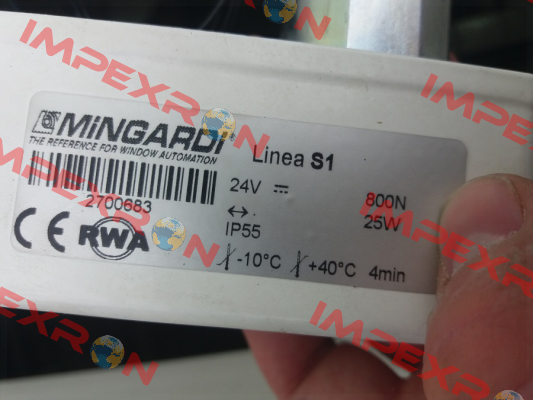 MiNGARDi
THE REFERENCE FOR WINDOW AUTOMATION
Linea S1
24V 800N
2700683
25W
IP55
CE RWA
-10°C +40°C 4min
IMPEXRON
IMPEXRON
IMPEXRON
IMPEXRON
IMPEXRON
IMPEXRON